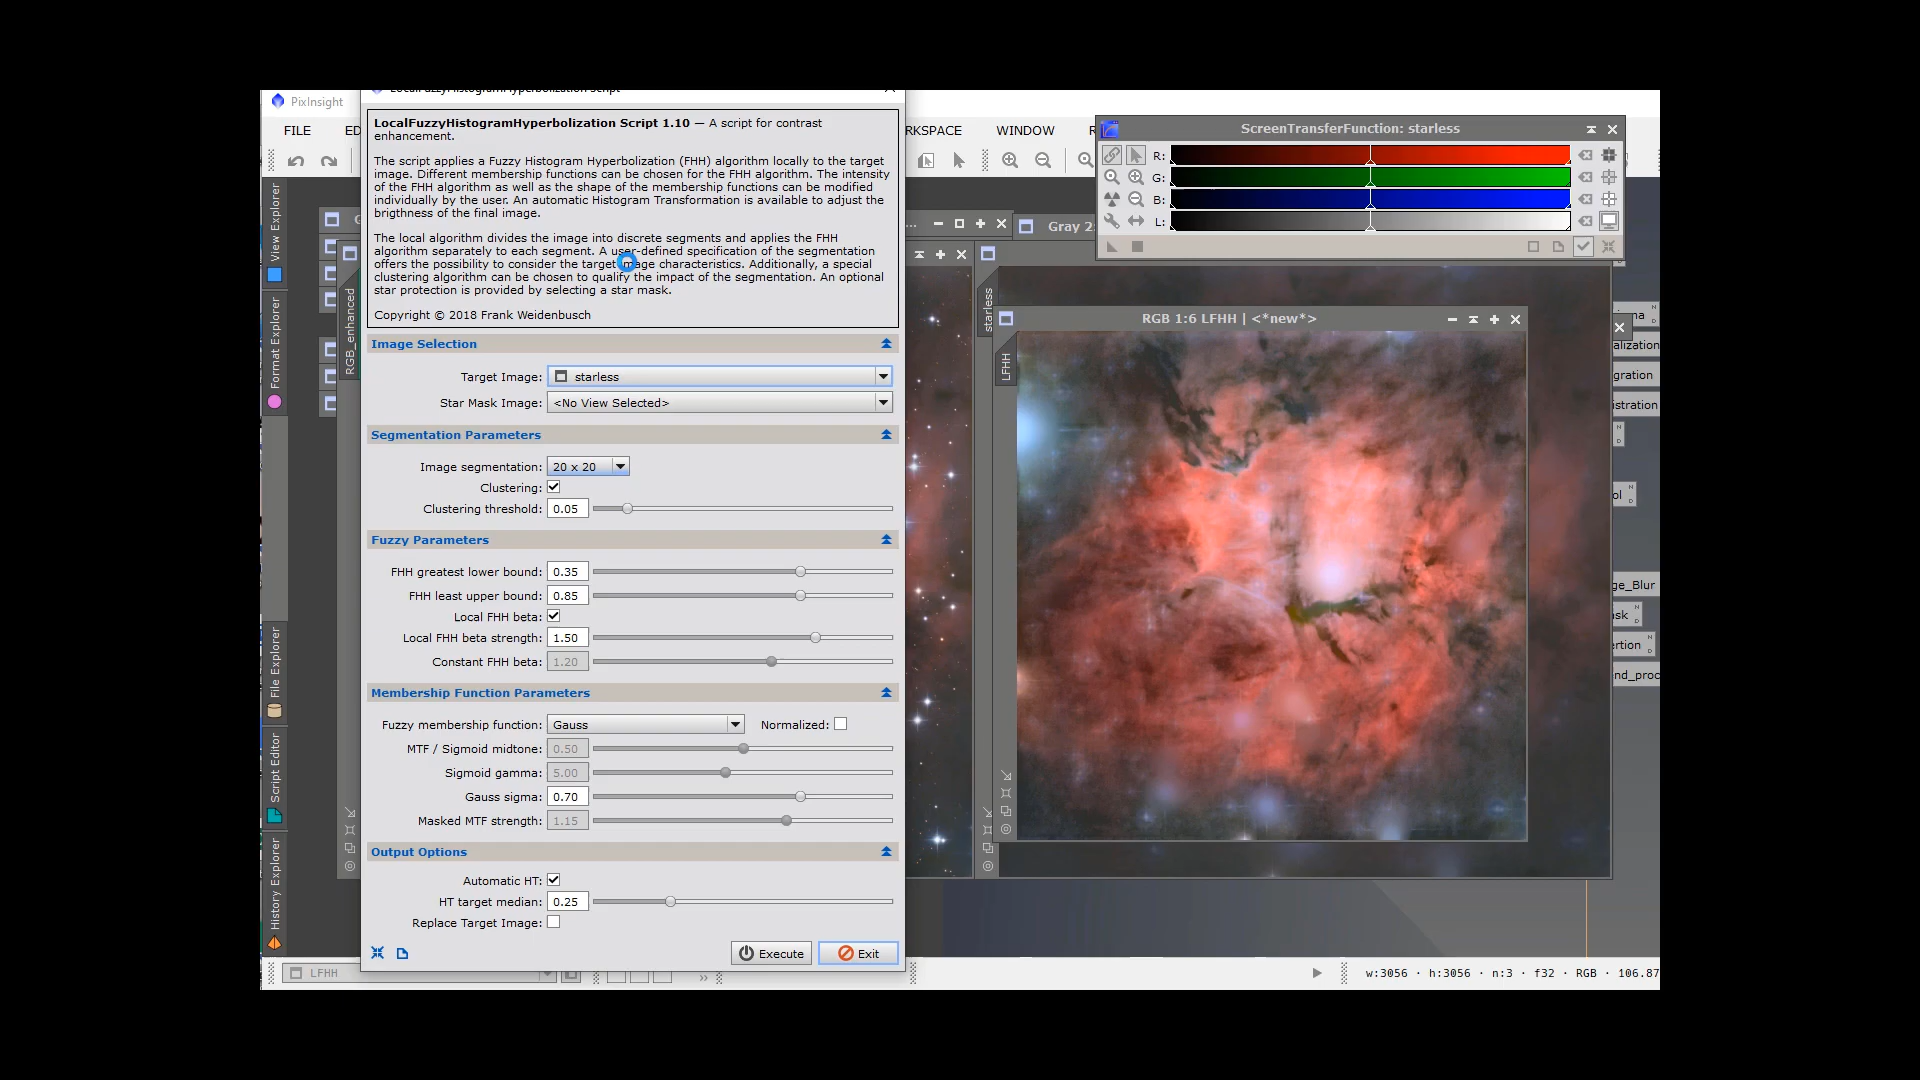 PixInsight
LocalFuzzyHistogramHyperbolization Script
FILE
WINDOW
View Explorer
Format Explorer
File Explorer
Script Editor
History Explorer
RGB_enhanced
LocalFuzzyHistogramHyperbolization Script 1.10 — A script for contrast
enhancement.
The script applies a Fuzzy Histogram Hyperbolization (FHH) algorithm locally to the target
image. Different membership functions can be chosen for the FHH algorithm. The intensity
of the FHH algorithm as well as the shape of the membership functions can be modified
individually by the user. An automatic Histogram Transformation is available to adjust the
brigthness of the final image.
The local algorithm divides the image into discrete segments and applies the FHH
algorithm separately to each segment. A user-defined specification of the segmentation
offers the possibility to consider the target image characteristics. Additionally, a special
clustering algorithm can be chosen to qualify the impact of the segmentation. An optional
star protection is provided by selecting a star mask.
Copyright © 2018 Frank Weidenbusch
Image Selection
Target Image: starless
Star Mask Image: <No View Selected>
Segmentation Parameters
Image segmentation: 20 x 20
Clustering:
Clustering threshold: 0.05
Fuzzy Parameters
FHH greatest lower bound: 0.35
FHH least upper bound: 0.85
Local FHH beta:
Local FHH beta strength: 1.50
Constant FHH beta: 1.20
Membership Function Parameters
Fuzzy membership function: Gauss Normalized:
MTF / Sigmoid midtone: 0.50
Sigmoid gamma: 5.00
Gauss sigma: 0.70
Masked MTF strength: 1.15
Output Options
Automatic HT:
HT target median: 0.25
Replace Target Image:
Execute Exit
ScreenTransferFunction: starless
R:
G:
B:
L:
Gray 2
starless
RGB 1:6 LFHH | <*new*>
LFHH
LFHH
w:3056 · h:3056 · n:3 · f32 · RGB · 106.87